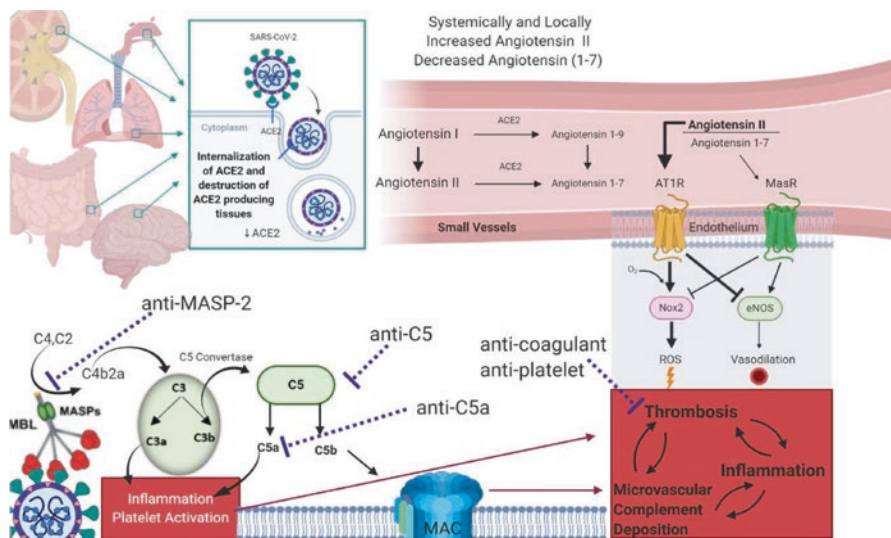 Systemically and Locally
Increased Angiotensin II
Decreased Angiotensin (1-7)
SARS-CoV-2
Cytoplasm
ACE2
Internalization
of ACE2 and
destruction of
ACE2 producing
tissues
↓ ACE2
Angiotensin I
ACE2
Angiotensin 1-9
Angiotensin II
ACE2
Angiotensin 1-7
Angiotensin II
Angiotensin 1-7
AT1R
MasR
Small Vessels
Endothelium
O₂
Nox2
eNOS
ROS
Vasodilation
anti-MASP-2
C4,C2
C4b2a
C5 Convertase
MBL
MASPs
C3
C3a
C3b
C5
C5a
C5b
anti-C5
anti-C5a
anti-coagulant
anti-platelet
Inflammation
Platelet Activation
MAC
Thrombosis
Inflammation
Microvascular
Complement
Deposition